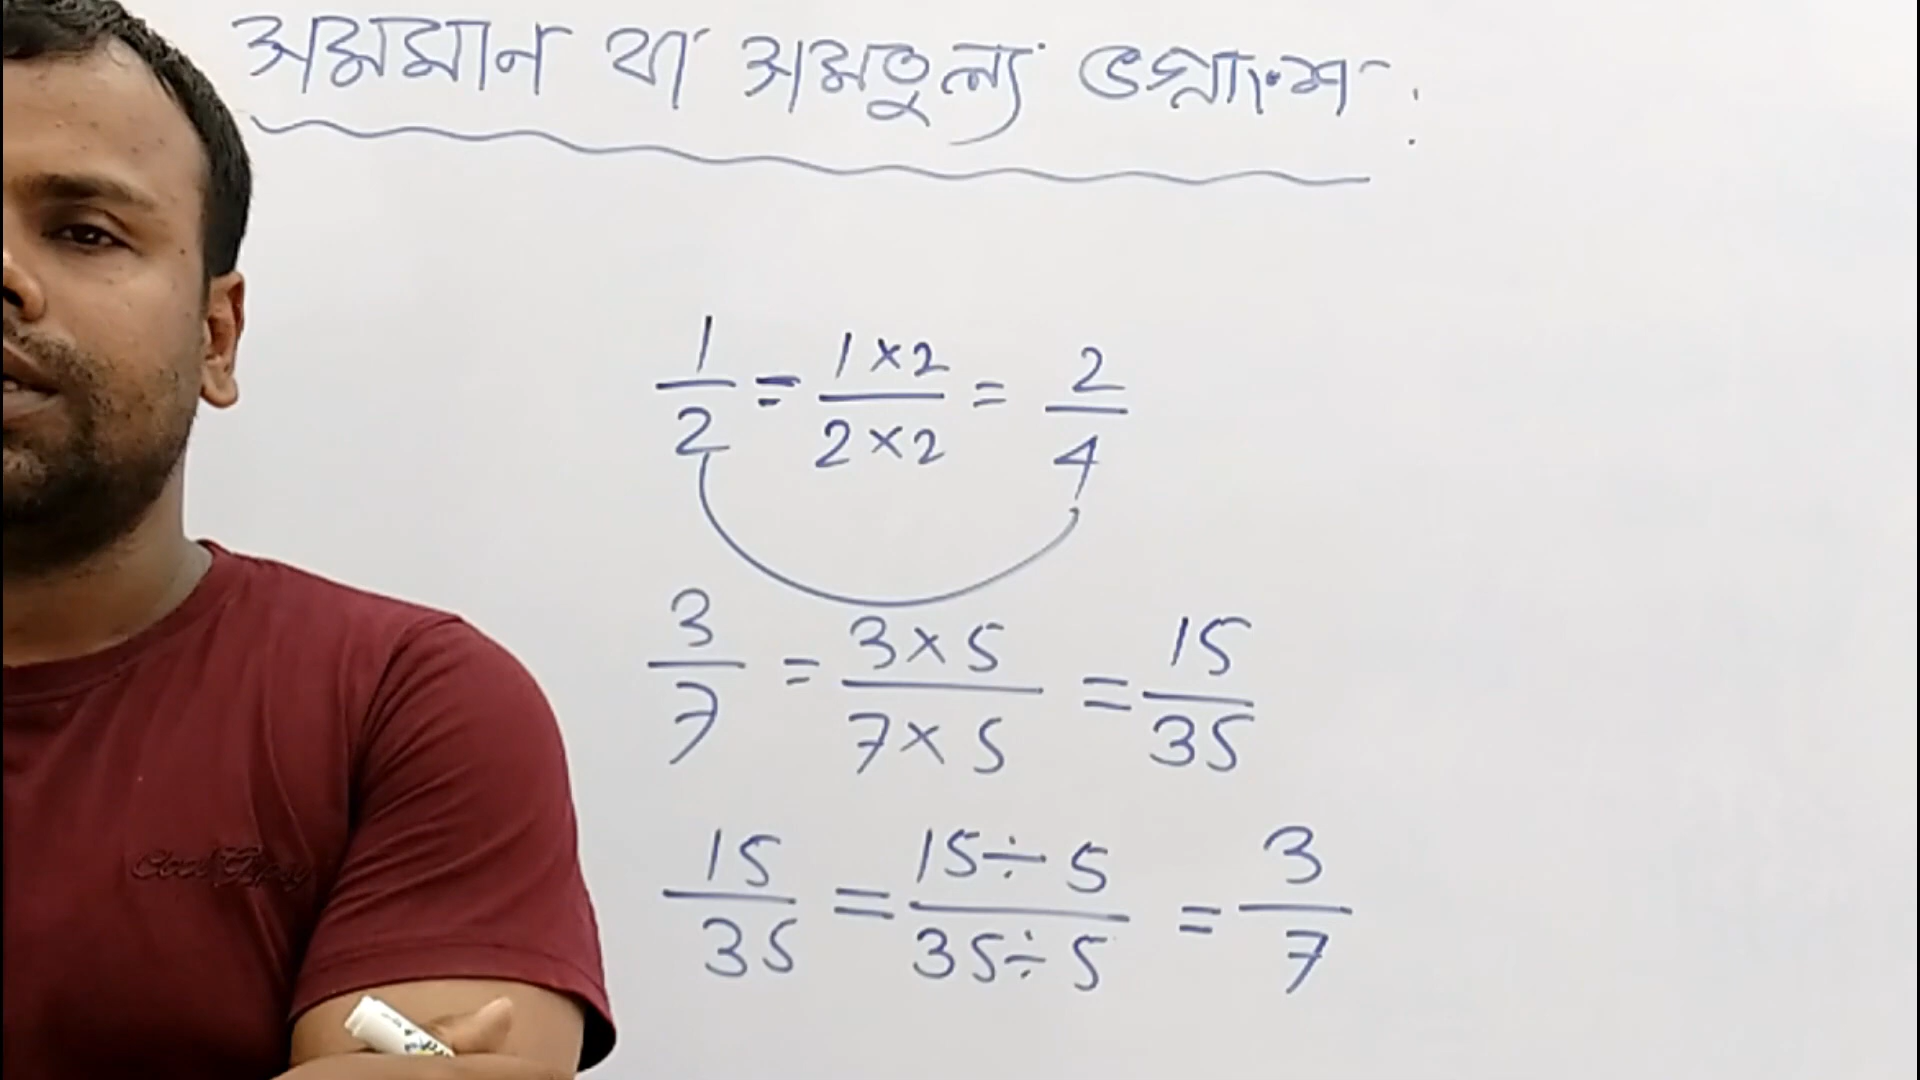 সমমান বা সমতুল্য ভগ্নাংশ :
1/2 = 1×2/2×2 = 2/4
3/7 = 3×5/7×5 = 15/35
15/35 = 15÷5/35÷5 = 3/7